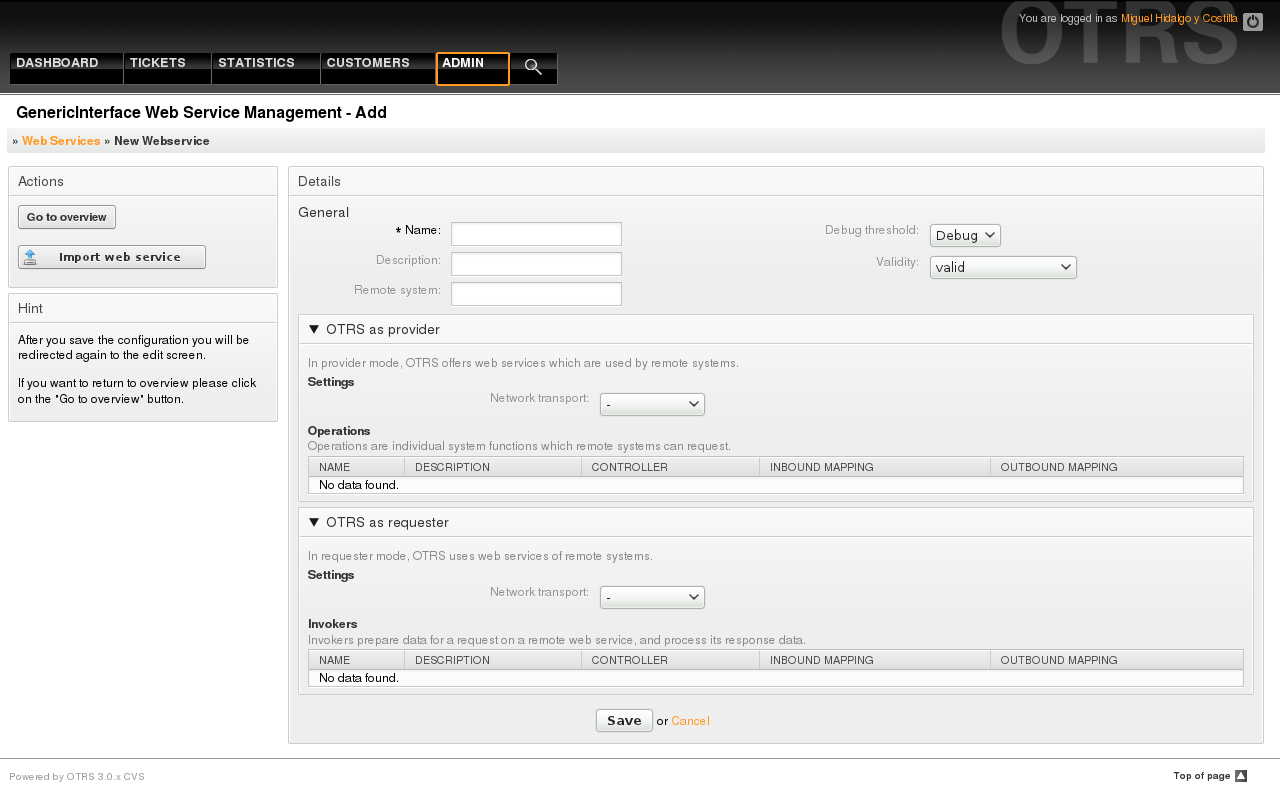 OTRS
You are logged in as Miguel Hidalgo y Costilla
DASHBOARD TICKETS STATISTICS CUSTOMERS ADMIN
GenericInterface Web Service Management - Add
» Web Services » New Webservice
Actions
Go to overview
Import web service
Hint
After you save the configuration you will be
redirected again to the edit screen.
If you want to return to overview please click
on the "Go to overview" button.
Details
General
* Name:
Description:
Remote system:
Debug threshold: Debug
Validity: valid
OTRS as provider
In provider mode, OTRS offers web services which are used by remote systems.
Settings
Network transport: -
Operations
Operations are individual system functions which remote systems can request.
NAME DESCRIPTION CONTROLLER INBOUND MAPPING OUTBOUND MAPPING
No data found.
OTRS as requester
In requester mode, OTRS uses web services of remote systems.
Settings
Network transport: -
Invokers
Invokers prepare data for a request on a remote web service, and process its response data.
NAME DESCRIPTION CONTROLLER INBOUND MAPPING OUTBOUND MAPPING
No data found.
Save or Cancel
Powered by OTRS 3.0.x CVS
Top of page